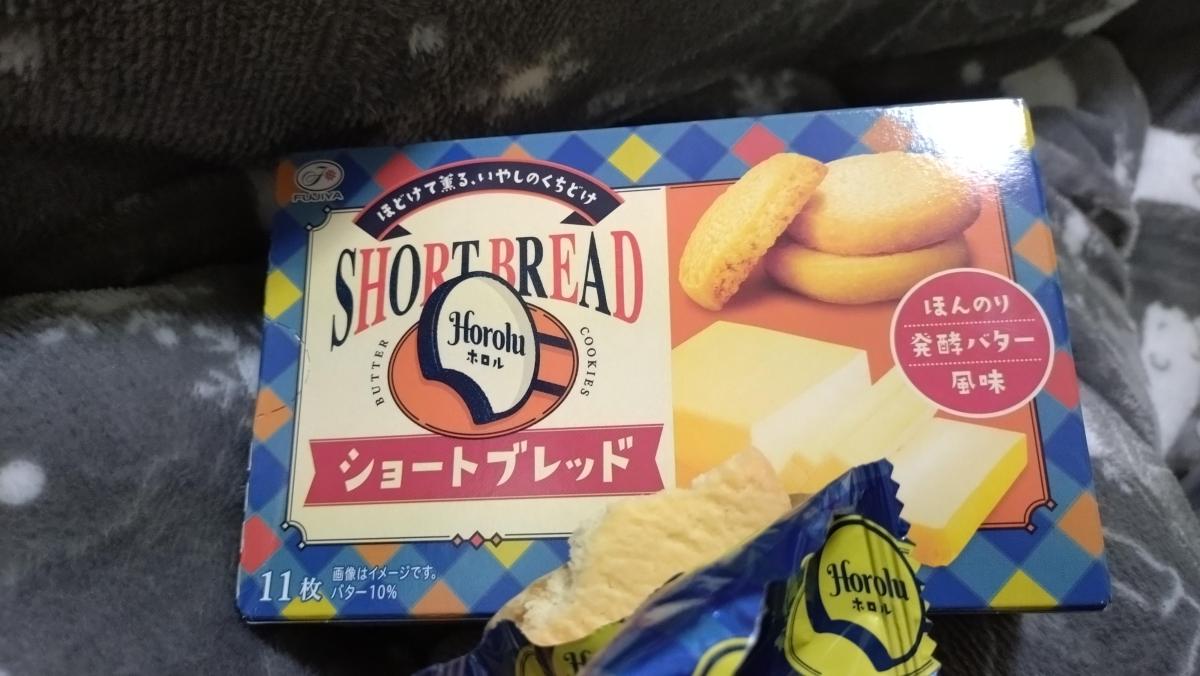 FUJIYA
ほどけて薫る、いやしのくちどけ
SHORT BREAD
Horolu
ホロル
BUTTER
COOKIES
ショートブレッド
ほんのり
発酵バター
風味
11枚
画像はイメージです。
バター10%
Horolu
ホロル